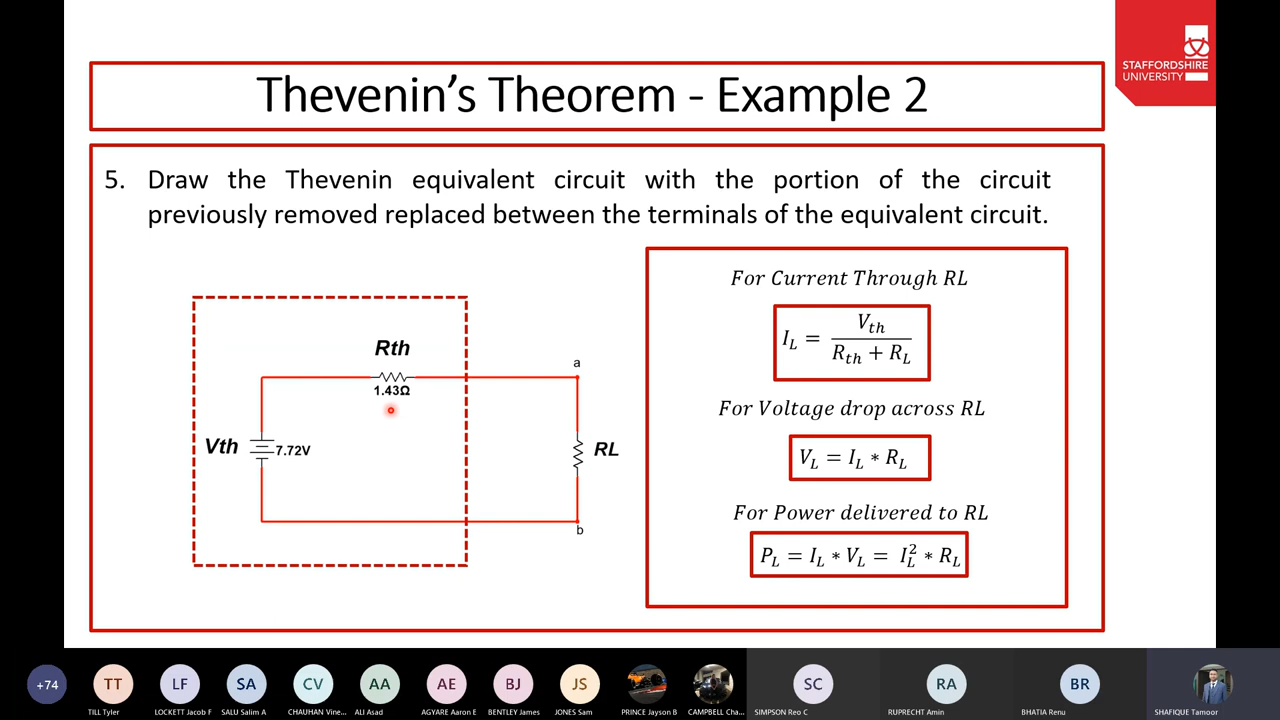 STAFFORDSHIRE
UNIVERSITY
Thevenin's Theorem - Example 2
5. Draw the Thevenin equivalent circuit with the portion of the circuit
previously removed replaced between the terminals of the equivalent circuit.
Rth
1.43Ω
a
Vth
7.72V
RL
b
For Current Through RL
I_L = V_th / (R_th + R_L)
For Voltage drop across RL
V_L = I_L * R_L
For Power delivered to RL
P_L = I_L * V_L = I_L^2 * R_L
+74
TT
LF
SA
CV
AA
AE
BJ
JS
SC
RA
BR
TILL Tyler
LOCKETT Jacob F
SALU Salim A
CHAUHAN Vine...
ALI Asad
AGYARE Aaron E
BENTLEY James
JONES Sam
PRINCE Jayson B
CAMPBELL Cha...
SIMPSON Reo C
RUPRECHT Amin
BHATIA Renu
SHAFIQUE Tamoor